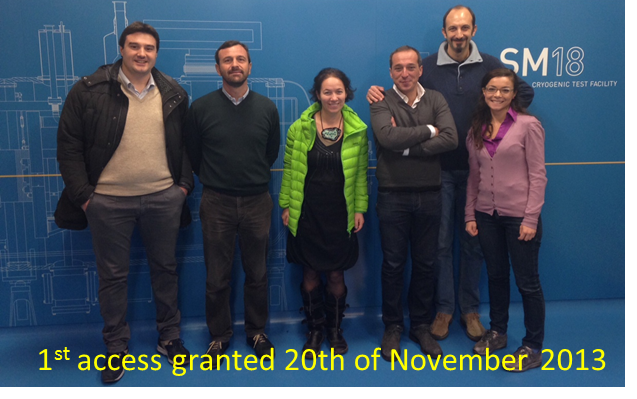 SM18
CRYOGENIC TEST FACILITY
1st access granted 20th of November 2013